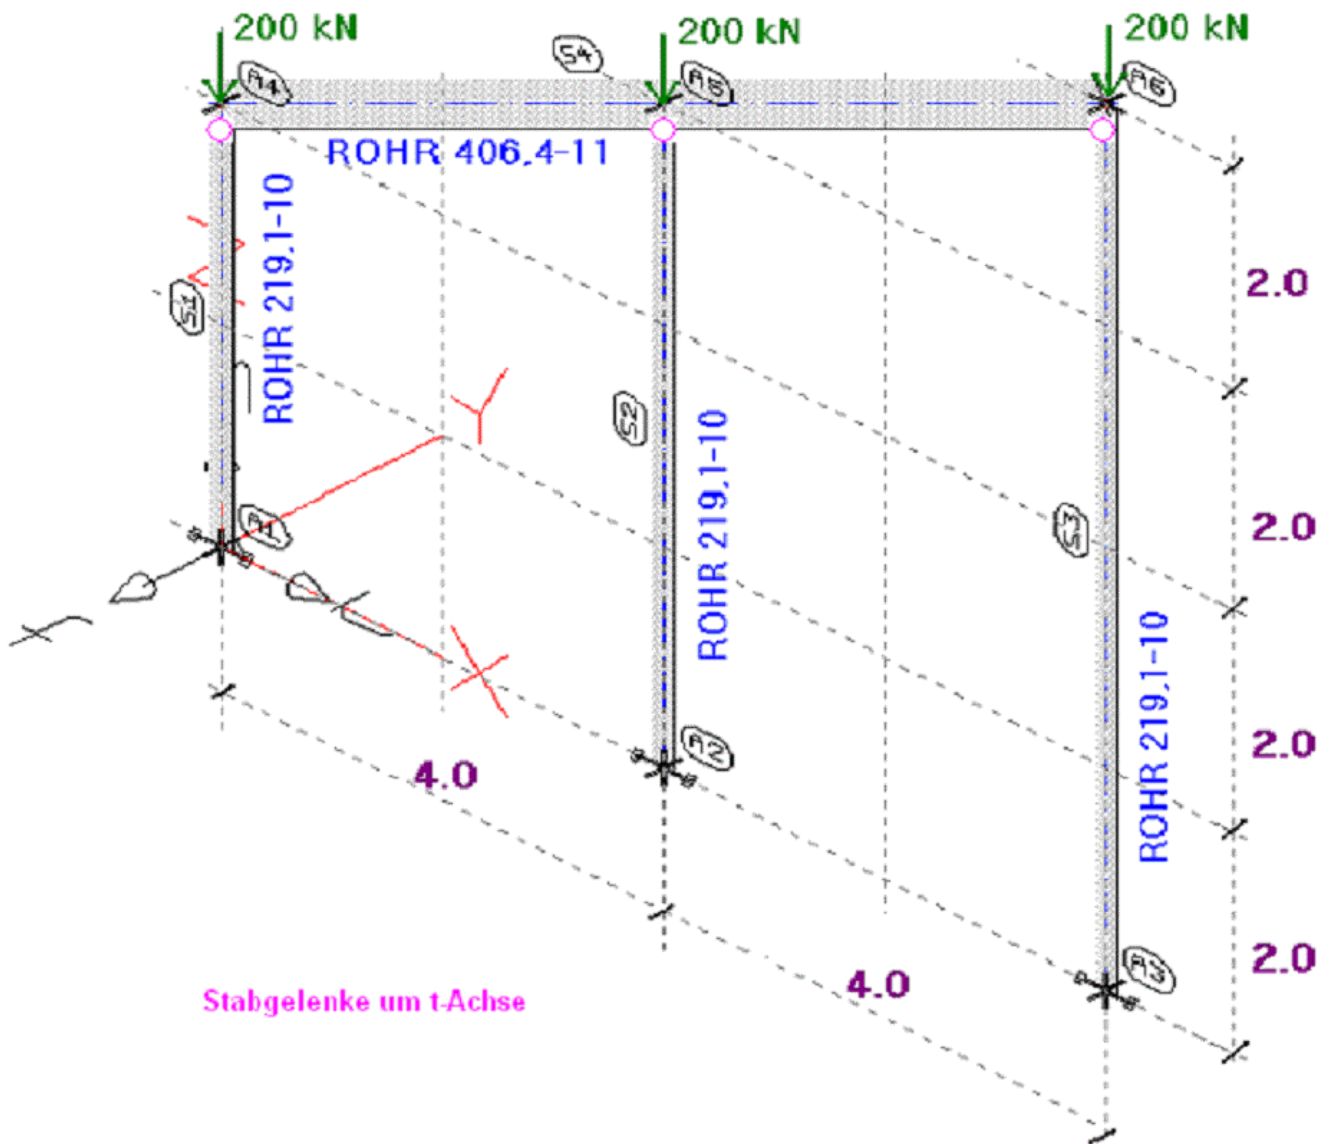 200 kN
200 kN
200 kN
S4
A4
A5
A6
ROHR 406,4-11
ROHR 219,1-10
S1
2.0
Y
S2
ROHR 219,1-10
S3
2.0
A1
X
ROHR 219,1-10
A2
2.0
4.0
A3
2.0
4.0
Stabgelenke um t-Achse